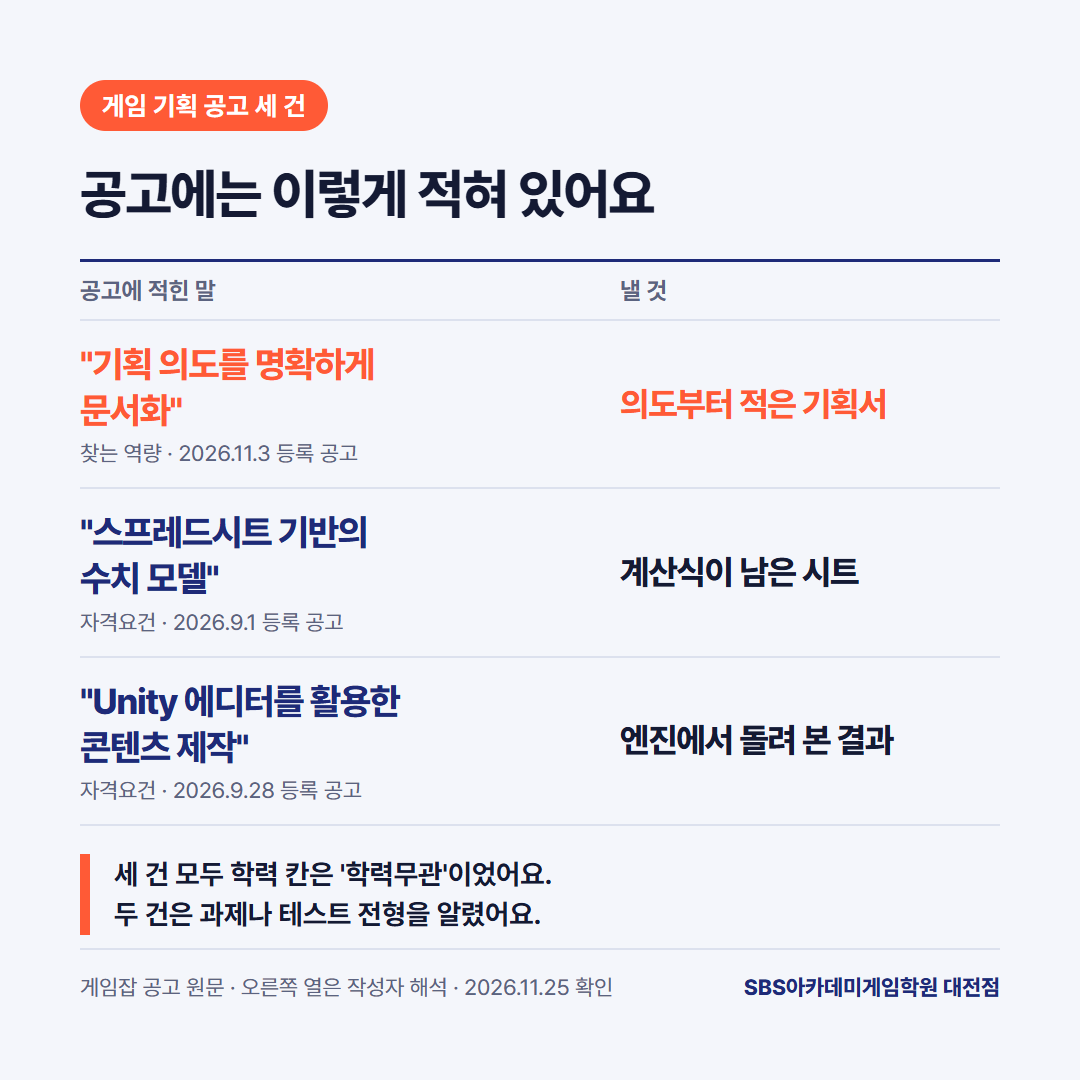 게임 기획 공고 세 건
공고에는 이렇게 적혀 있어요
공고에 적힌 말
낼 것
"기획 의도를 명확하게
문서화"
찾는 역량 · 2026.11.3 등록 공고
의도부터 적은 기획서
"스프레드시트 기반의
수치 모델"
자격요건 · 2026.9.1 등록 공고
계산식이 남은 시트
"Unity 에디터를 활용한
콘텐츠 제작"
자격요건 · 2026.9.28 등록 공고
엔진에서 돌려 본 결과
세 건 모두 학력 칸은 '학력무관'이었어요.
두 건은 과제나 테스트 전형을 알렸어요.
게임잡 공고 원문 · 오른쪽 열은 작성자 해석 · 2026.11.25 확인
SBS아카데미게임학원 대전점